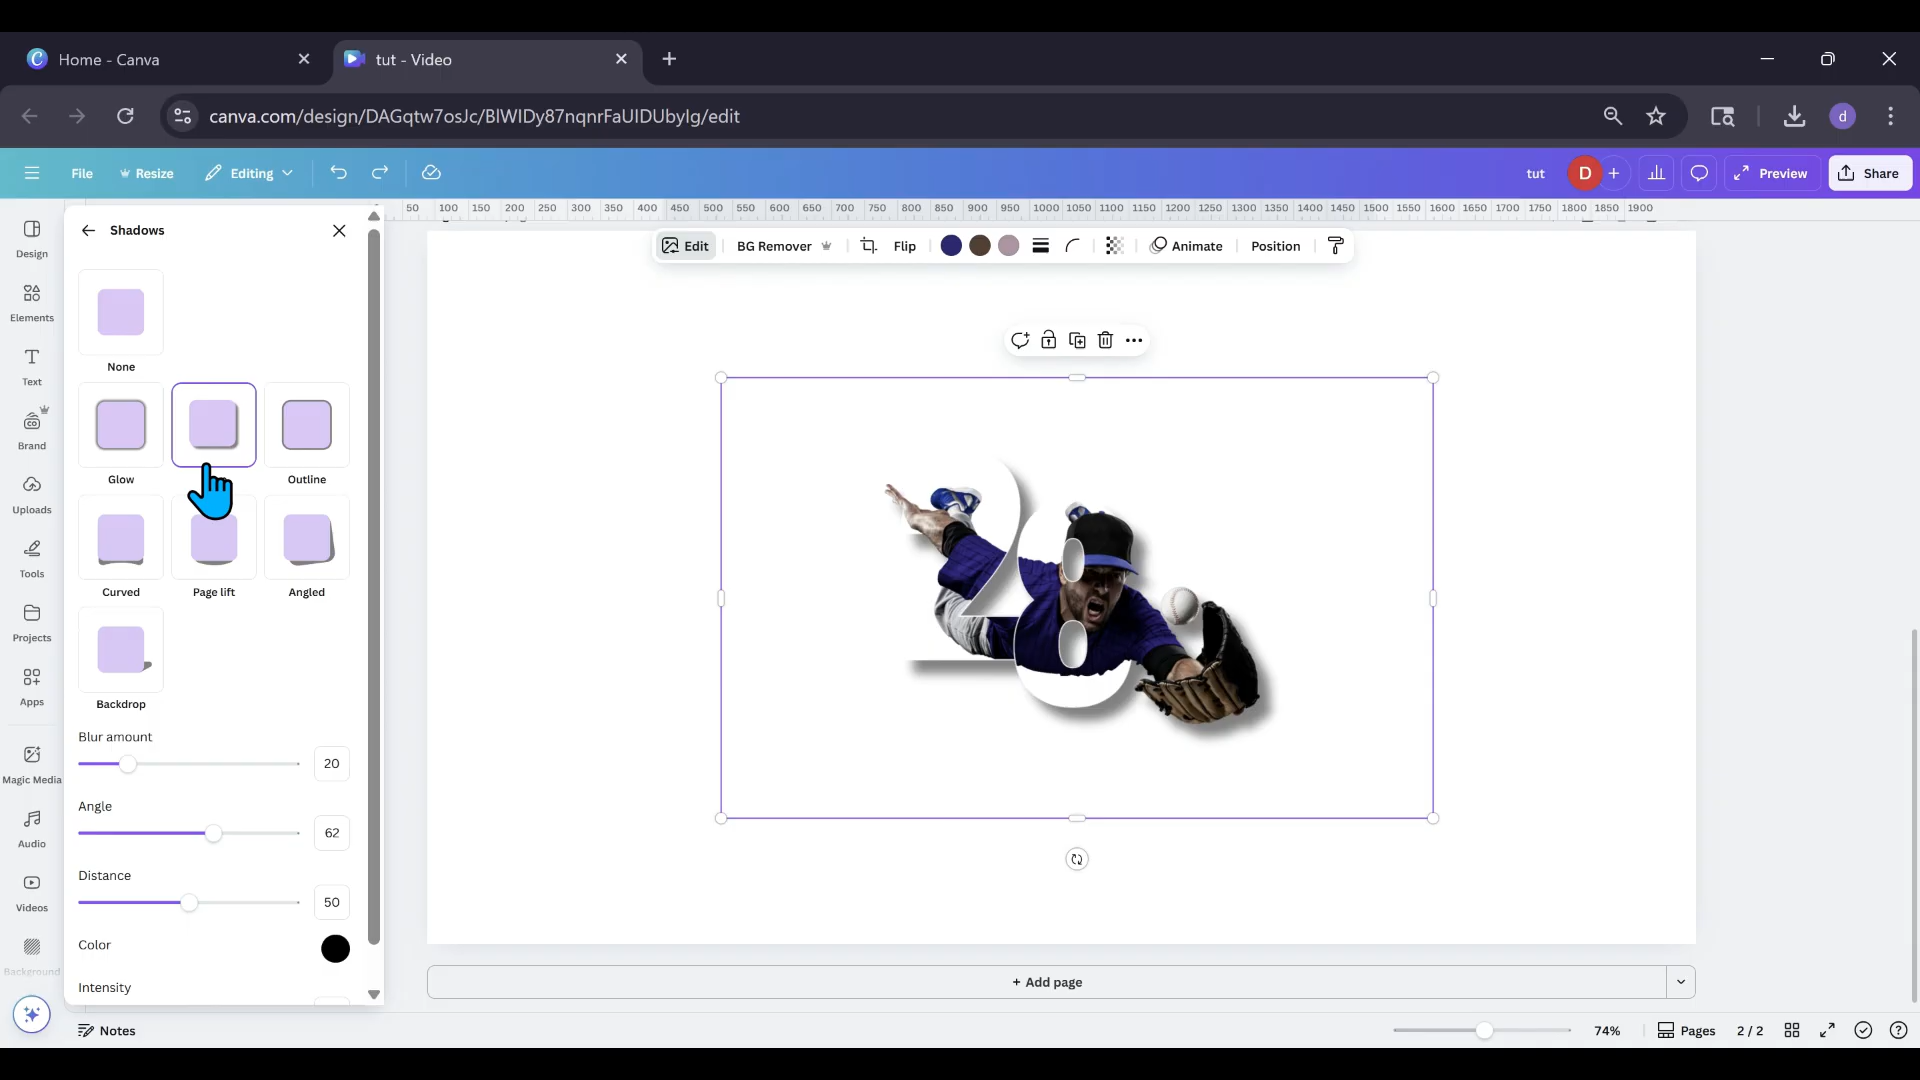 Home - Canva
tut - Video
canva.com/design/DAGqtw7osJc/BlWIDy87nqnrFaUIDUbylg/edit
d
File
Resize
Editing
tut
D
Preview
Share
50 100 150 200 250 300 350 400 450 500 550 600 650 700 750 800 850 900 950 1000 1050 1100 1150 1200 1250 1300 1350 1400 1450 1500 1550 1600 1650 1700 1750 1800 1850 1900
Edit
BG Remover
Flip
Animate
Position
Design
Elements
Text
Brand
Uploads
Tools
Projects
Apps
Magic Media
Audio
Videos
Background
Shadows
None
Glow
Outline
Curved
Page lift
Angled
Backdrop
Blur amount
20
Angle
62
Distance
50
Color
Intensity
28
+ Add page
Notes
74%
Pages
2 / 2